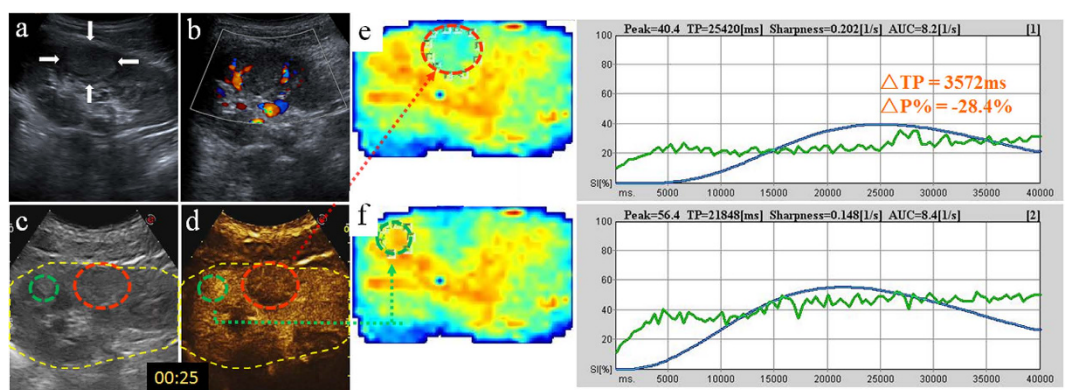 a
b
e
Peak=40.4 TP=25420[ms] Sharpness=0.202[1/s] AUC=8.2[1/s] [1]
100
80
60
40
20
SI[%]
△TP = 3572ms
△P% = -28.4%
ms. 5000 10000 15000 20000 25000 30000 35000 40000
c
d
f
00:25
Peak=56.4 TP=21848[ms] Sharpness=0.148[1/s] AUC=8.4[1/s] [2]
100
80
60
40
20
SI[%]
ms. 5000 10000 15000 20000 25000 30000 35000 40000